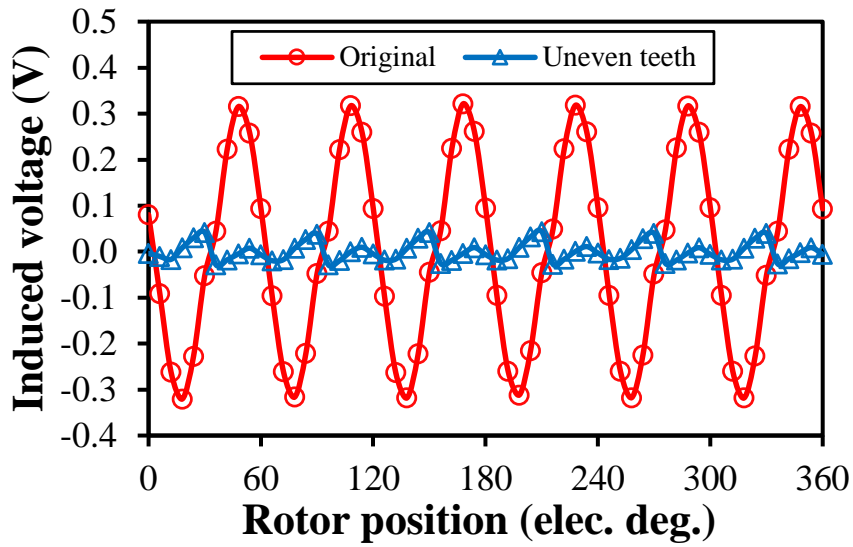 Original Uneven teeth
Induced voltage (V)
0.5
0.4
0.3
0.2
0.1
0.0
-0.1
-0.2
-0.3
-0.4
0 60 120 180 240 300 360
Rotor position (elec. deg.)